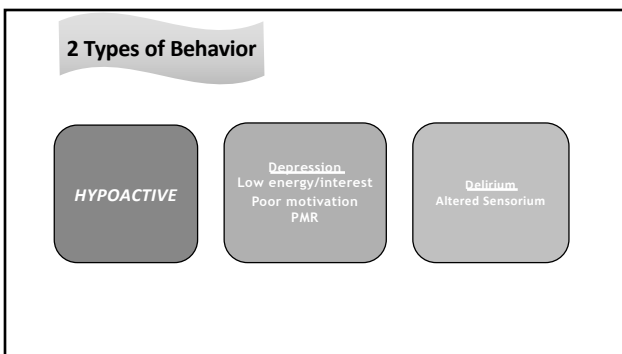 2 Types of Behavior
HYPOACTIVE
Depression
Low energy/interest
Poor motivation
PMR
Delirium
Altered Sensorium